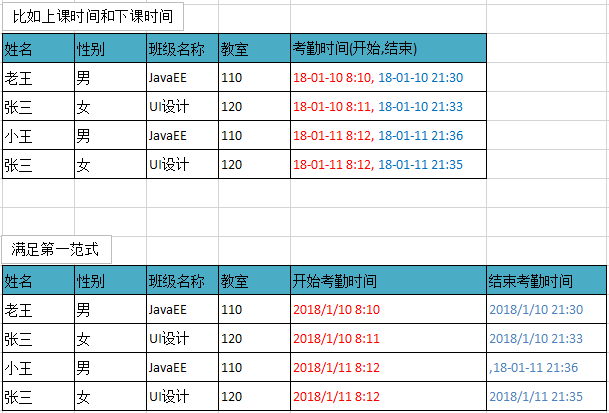 比如上课时间和下课时间
姓名 性别 班级名称 教室 考勤时间(开始,结束)
老王 男 JavaEE 110 18-01-10 8:10, 18-01-10 21:30
张三 女 UI设计 120 18-01-10 8:11, 18-01-10 21:33
小王 男 JavaEE 110 18-01-11 8:12, 18-01-11 21:36
张三 女 UI设计 120 18-01-11 8:12, 18-01-11 21:35
满足第一范式
姓名 性别 班级名称 教室 开始考勤时间 结束考勤时间
老王 男 JavaEE 110 2018/1/10 8:10 2018/1/10 21:30
张三 女 UI设计 120 2018/1/10 8:11 2018/1/10 21:33
小王 男 JavaEE 110 2018/1/11 8:12 ,18-01-11 21:36
张三 女 UI设计 120 2018/1/11 8:12 2018/1/11 21:35